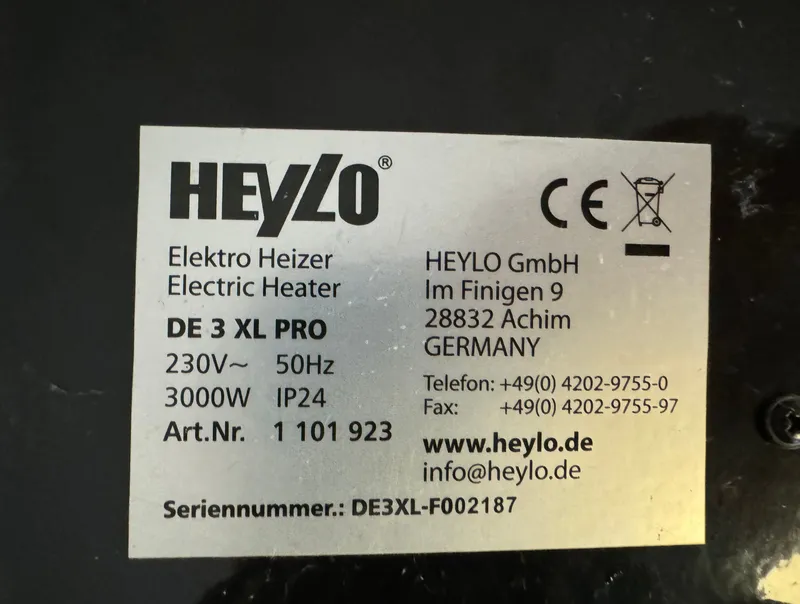 HEYLO®
Elektro Heizer
Electric Heater
DE 3 XL PRO
230V~ 50Hz
3000W IP24
Art.Nr. 1 101 923
CE
HEYLO GmbH
Im Finigen 9
28832 Achim
GERMANY
Telefon: +49(0) 4202-9755-0
Fax: +49(0) 4202-9755-97
www.heylo.de
info@heylo.de
Seriennummer.: DE3XL-F002187